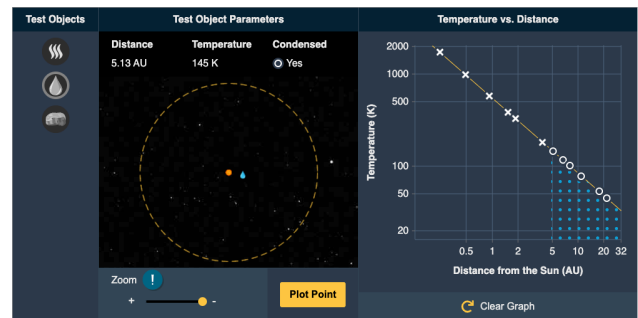 Test Objects
Test Object Parameters
Distance Temperature Condensed
5.13 AU 145 K Yes
Zoom !
+ -
Plot Point
Temperature vs. Distance
Temperature (K)
2000
1000
500
100
50
20
0.5 1 2 5 10 20 32
Distance from the Sun (AU)
Clear Graph